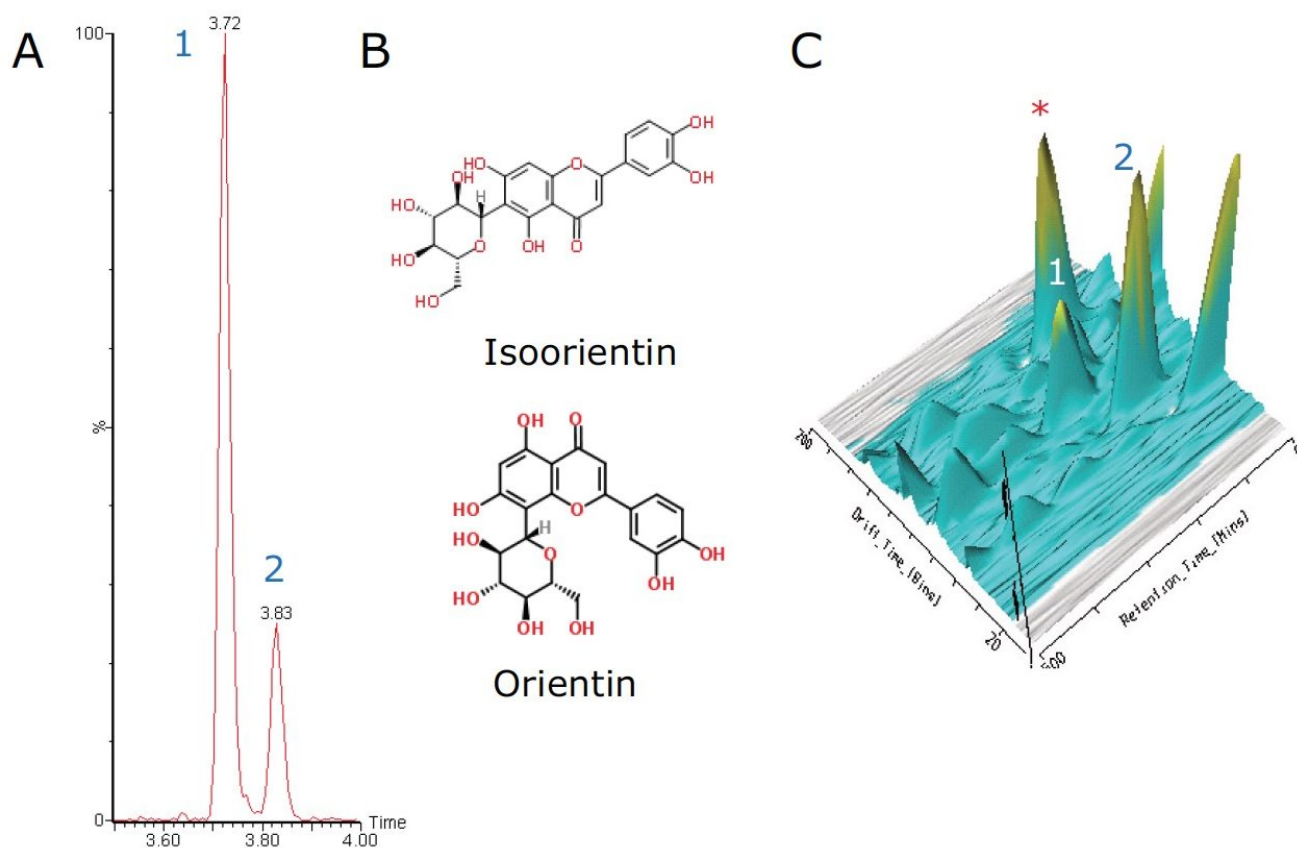 A
1
3.72
100
%
2
3.83
0
3.60
3.80
4.00
Time
B
OH
HO
OH
OH
H
HO
HO
O
O
HO
O
OH
O
HO
Isoorientin
OH
O
HO
O
H
HO
O
OH
OH
HO
OH
OH
Orientin
C
*
2
1
200
Drift_Time_(Bins)
20
Retention_Time_(Mins)